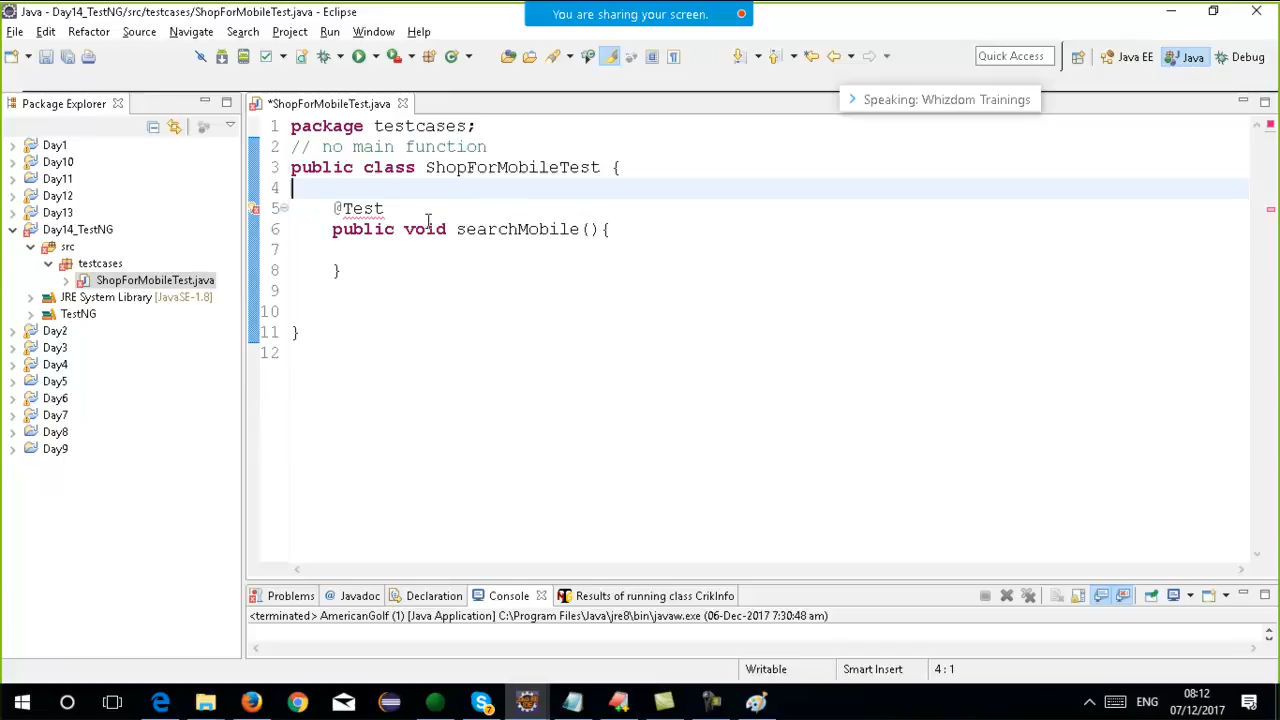 Java - Day14_TestNG/src/testcases/ShopForMobileTest.java - Eclipse
You are sharing your screen.
File Edit Refactor Source Navigate Search Project Run Window Help
Quick Access
Java EE
Java
Debug
Speaking: Whizdom Trainings
Package Explorer
*ShopForMobileTest.java
Day1
Day10
Day11
Day12
Day13
Day14_TestNG
src
testcases
ShopForMobileTest.java
JRE System Library [JavaSE-1.8]
TestNG
Day2
Day3
Day4
Day5
Day6
Day7
Day8
Day9
1 package testcases;
2 // no main function
3 public class ShopForMobileTest {
4
5 @Test
6 public void searchMobile(){
7
8 }
9
10
11 }
12
Problems Javadoc Declaration Console Results of running class CrikInfo
<terminated> AmericanGolf (1) [Java Application] C:\Program Files\Java\jre8\bin\javaw.exe (06-Dec-2017 7:30:48 am)
Writable Smart Insert 4 : 1
ENG
08:12
07/12/2017